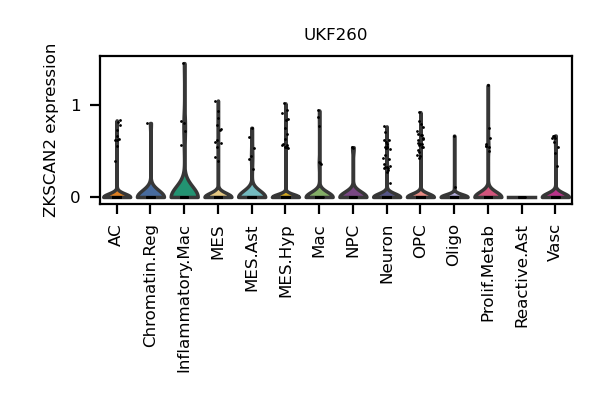 UKF260
ZKSCAN2 expression
1
0
AC
Chromatin.Reg
Inflammatory.Mac
MES
MES.Ast
MES.Hyp
Mac
NPC
Neuron
OPC
Oligo
Prolif.Metab
Reactive.Ast
Vasc